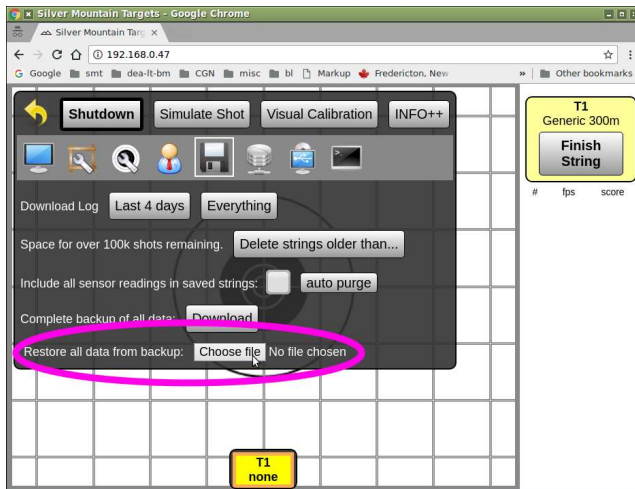 Silver Mountain Targets - Google Chrome
Silver Mountain Targ
192.168.0.47
Google smt dea-lt-bm CGN misc bl Markup Fredericton, New » Other bookmarks
Shutdown Simulate Shot Visual Calibration INFO++
Download Log Last 4 days Everything
Space for over 100k shots remaining. Delete strings older than...
Include all sensor readings in saved strings: auto purge
Complete backup of all data: Download
Restore all data from backup: Choose file No file chosen
T1
Generic 300m
Finish
String
# fps score
T1
none